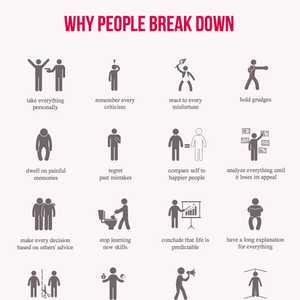 WHY PEOPLE BREAK DOWN
take everything
personally
remember every
criticism
react to every
misfortune
hold grudges
dwell on painful
memories
regret
past mistakes
compare self to
happier people
analyze everything until
it loses its appeal
make every decision
based on others' advice
stop learning
new skills
conclude that life is
predictable
have a long explanation
for everything